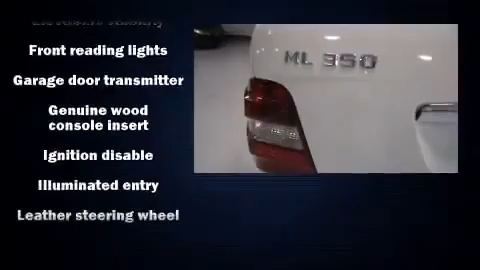 Front reading lights
Garage door transmitter
Genuine wood
console insert
Ignition disable
Illuminated entry
Leather steering wheel
ML 350